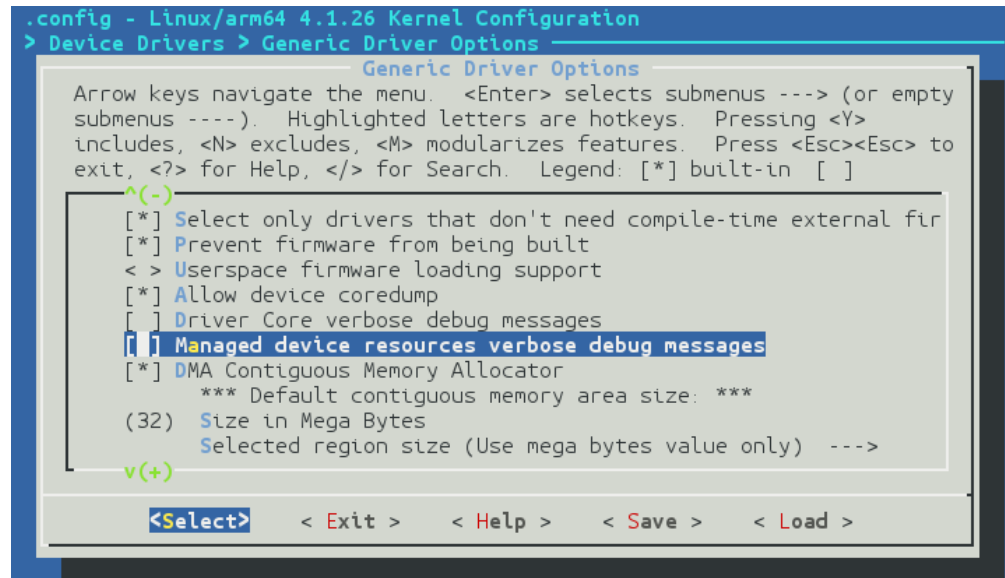 .config - Linux/arm64 4.1.26 Kernel Configuration
> Device Drivers > Generic Driver Options
Generic Driver Options
Arrow keys navigate the menu.  <Enter> selects submenus ---> (or empty
submenus ----).  Highlighted letters are hotkeys.  Pressing <Y>
includes, <N> excludes, <M> modularizes features.  Press <Esc><Esc> to
exit, <?> for Help, </> for Search.  Legend: [*] built-in  [ ]
^(-)
[*] Select only drivers that don't need compile-time external fir
[*] Prevent firmware from being built
< > Userspace firmware loading support
[*] Allow device coredump
[ ] Driver Core verbose debug messages
[ ] Managed device resources verbose debug messages
[*] DMA Contiguous Memory Allocator
*** Default contiguous memory area size: ***
(32)  Size in Mega Bytes
Selected region size (Use mega bytes value only)  --->
v(+)
<Select>    < Exit >    < Help >    < Save >    < Load >